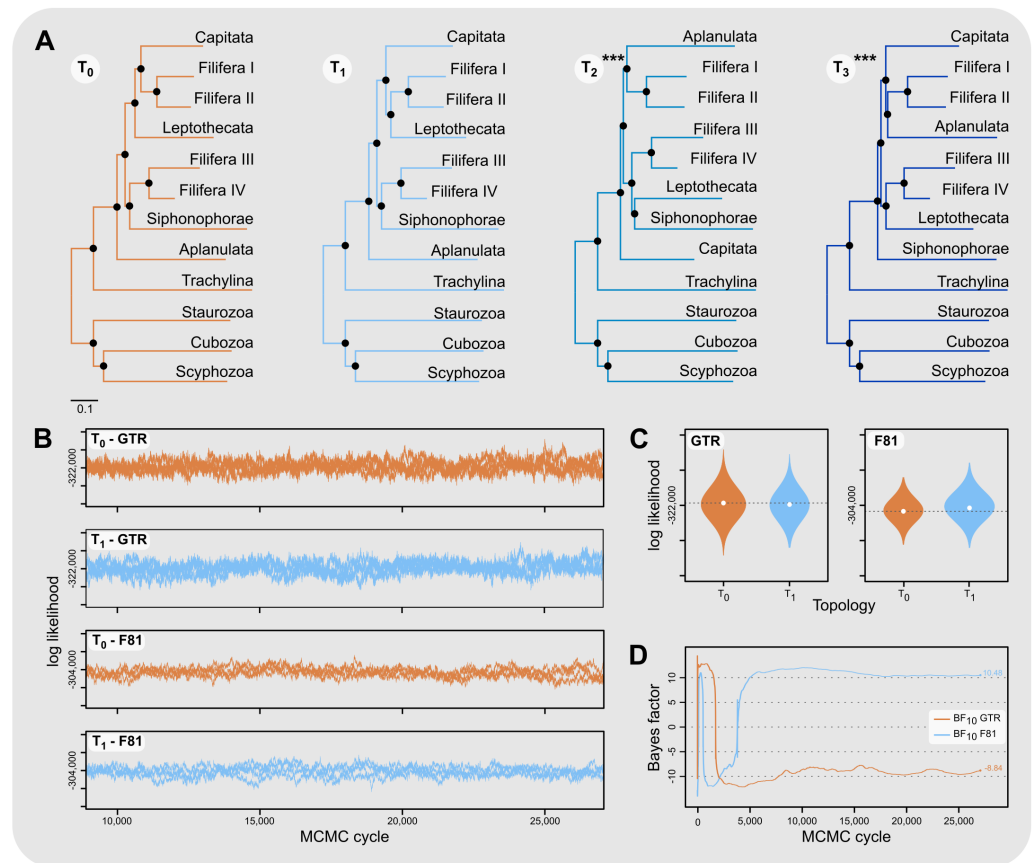 A
T0
Capitata
Filifera I
Filifera II
Leptothecata
Filifera III
Filifera IV
Siphonophorae
Aplanulata
Trachylina
Staurozoa
Cubozoa
Scyphozoa
0.1
T1
Capitata
Filifera I
Filifera II
Leptothecata
Filifera III
Filifera IV
Siphonophorae
Aplanulata
Trachylina
Staurozoa
Cubozoa
Scyphozoa
T2 ***
Aplanulata
Filifera I
Filifera II
Filifera III
Filifera IV
Leptothecata
Siphonophorae
Capitata
Trachylina
Staurozoa
Cubozoa
Scyphozoa
T3 ***
Capitata
Filifera I
Filifera II
Aplanulata
Filifera III
Filifera IV
Leptothecata
Siphonophorae
Trachylina
Staurozoa
Cubozoa
Scyphozoa
B
log likelihood
T0 - GTR
-322,000
T1 - GTR
-322,000
T0 - F81
-304,000
T1 - F81
-304,000
10,000 15,000 20,000 25,000
MCMC cycle
C
log likelihood
GTR
-322,000
T0 T1
F81
-304,000
T0 T1
Topology
D
Bayes factor
10
5
0
-5
-10
10.48
BF10 GTR
BF10 F81
-8.84
0 5,000 10,000 15,000 20,000 25,000
MCMC cycle